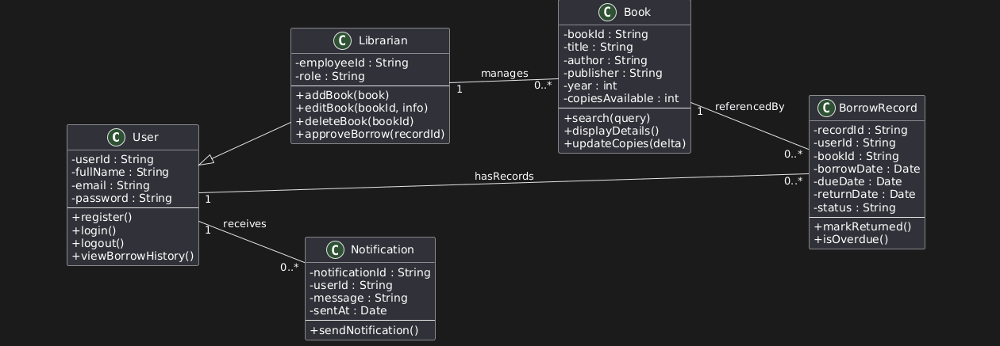 C User
-userId : String
-fullName : String
-email : String
-password : String
+register()
+login()
+logout()
+viewBorrowHistory()
C Librarian
-employeeId : String
-role : String
+addBook(book)
+editBook(bookId, info)
+deleteBook(bookId)
+approveBorrow(recordId)
manages
1
0..*
C Book
-bookId : String
-title : String
-author : String
-publisher : String
-year : int
-copiesAvailable : int
+search(query)
+displayDetails()
+updateCopies(delta)
referencedBy
1
0..*
C BorrowRecord
-recordId : String
-userId : String
-bookId : String
-borrowDate : Date
-dueDate : Date
-returnDate : Date
-status : String
+markReturned()
+isOverdue()
hasRecords
1
0..*
receives
1
0..*
C Notification
-notificationId : String
-userId : String
-message : String
-sentAt : Date
+sendNotification()